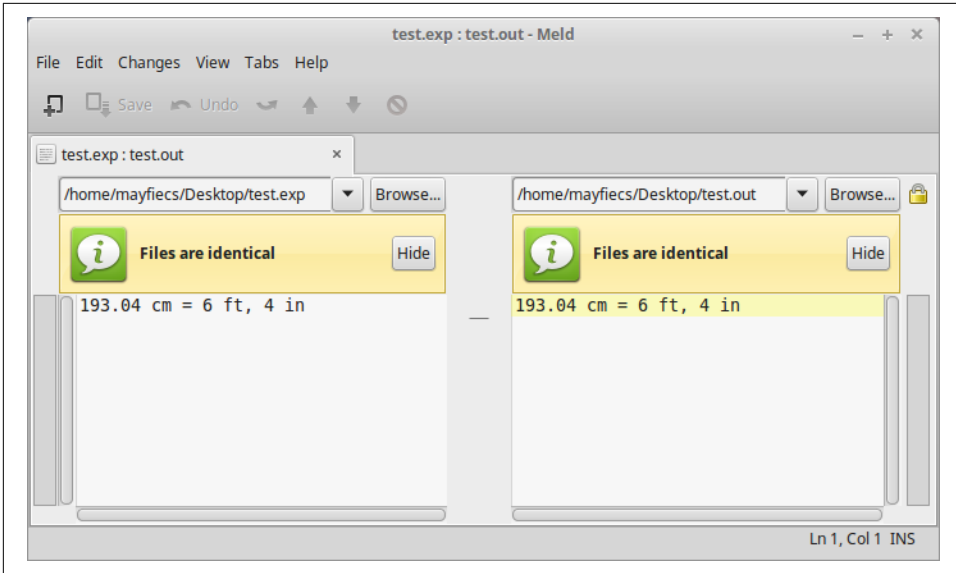 test.exp : test.out - Meld
File Edit Changes View Tabs Help
Save Undo
test.exp : test.out
/home/mayfiecs/Desktop/test.exp Browse... /home/mayfiecs/Desktop/test.out Browse...
Files are identical Hide Files are identical Hide
193.04 cm = 6 ft, 4 in 193.04 cm = 6 ft, 4 in
Ln 1, Col 1 INS